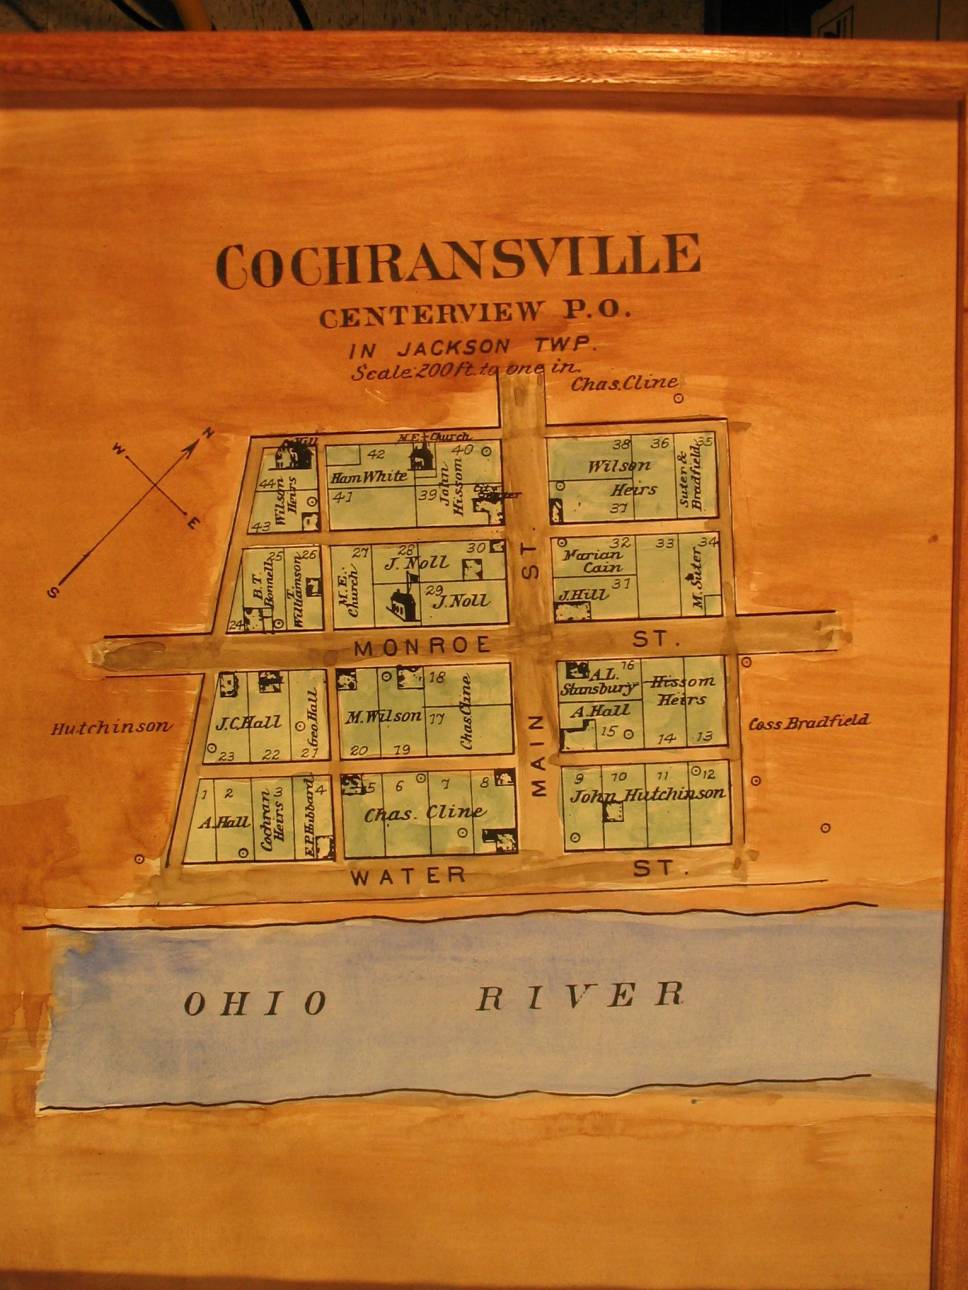 COCHRANSVILLE
CENTERVIEW P.O.
IN JACKSON TWP.
Scale 200 ft. to one in.
Chas. Cline
N
W
E
S
Mill
44
Wilson Heirs
43
M.E. Church
42
Ham White
41
40
John Hissom
39
38
36
35
Wilson
Heirs
37
Suter & Bradfield
25
26
B.T. Bonnell
T. Williamson
24
27
28
30
J. Noll
M.E. Church
29
J. Noll
32
33
34
Marian Cain
31
J. Hill
M. Suter
MONROE ST.
MAIN ST
J.C. Hall
Geo. Hall
23
22
21
18
M. Wilson
17
Chas. Cline
20
19
A.L. Stansbury
16
Hissom Heirs
A. Hall
15
14
13
Hutchinson
Coss Bradfield
1
2
3
4
A. Hall
Cochran Heirs
E.P. Hubbard
5
6
7
8
Chas. Cline
9
10
11
12
John Hutchinson
WATER ST.
OHIO RIVER